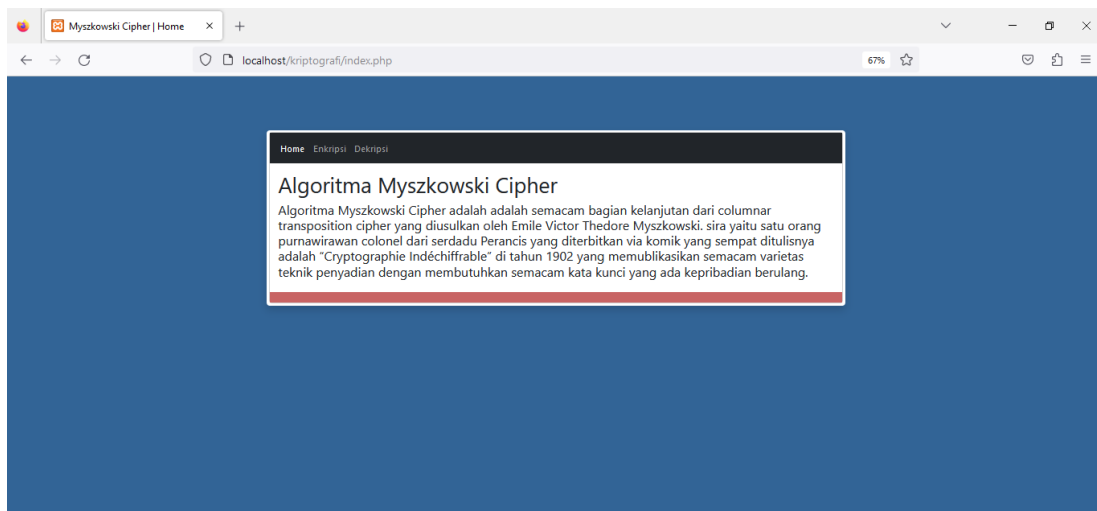 Myszkowski Cipher | Home
localhost/kriptografi/index.php
67%
Home Enkripsi Dekripsi
Algoritma Myszkowski Cipher
Algoritma Myszkowski Cipher adalah adalah semacam bagian kelanjutan dari columnar
transposition cipher yang diusulkan oleh Emile Victor Thedore Myszkowski. sira yaitu satu orang
purnawirawan colonel dari serdadu Perancis yang diterbitkan via komik yang sempat ditulisnya
adalah “Cryptographie Indéchiffrable” di tahun 1902 yang memublikasikan semacam varietas
teknik penyadian dengan membutuhkan semacam kata kunci yang ada kepribadian berulang.